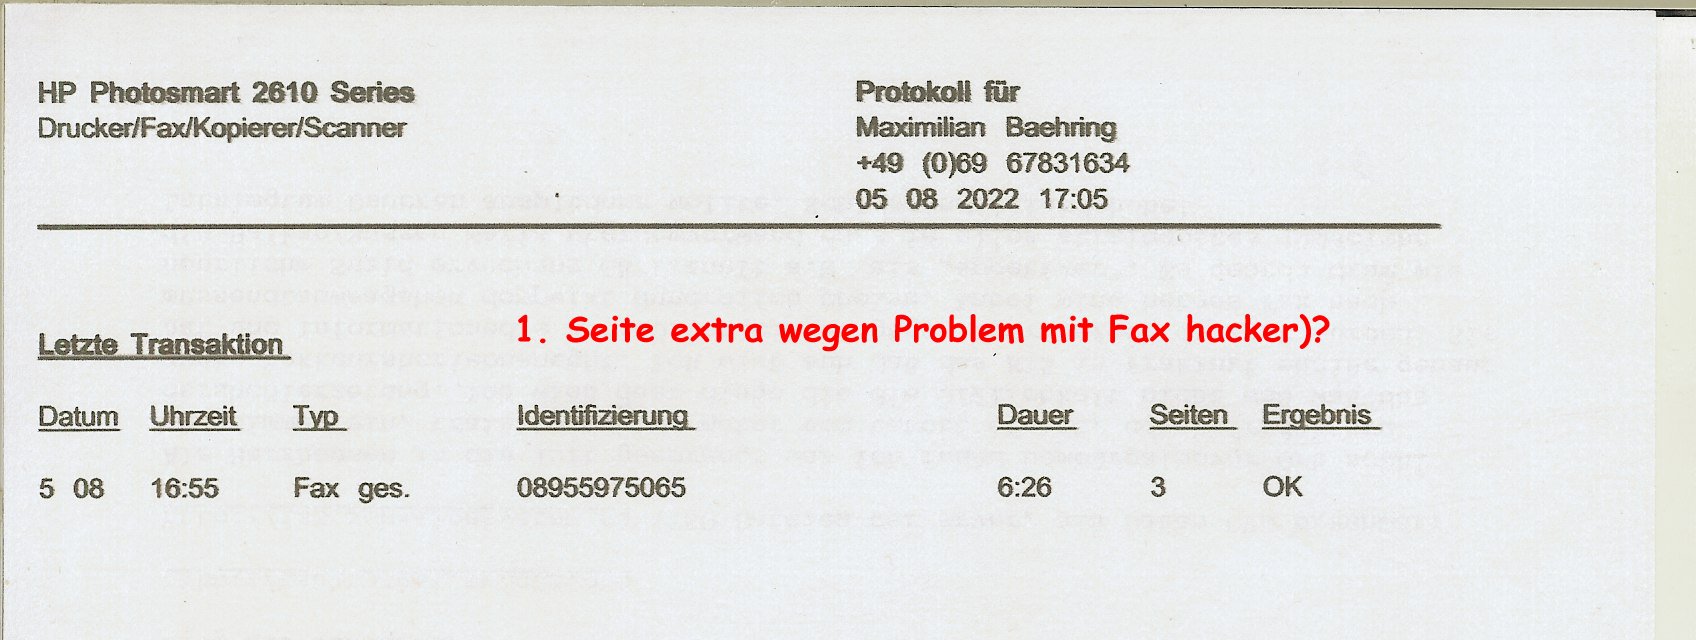 HP Photosmart 2610 Series
Drucker/Fax/Kopierer/Scanner
Protokoll für
Maximilian Baehring
+49 (0)69 67831634
05 08 2022 17:05
1. Seite extra wegen Problem mit Fax hacker)?
Letzte Transaktion
Datum Uhrzeit Typ Identifizierung Dauer Seiten Ergebnis
5 08 16:55 Fax ges. 08955975065 6:26 3 OK